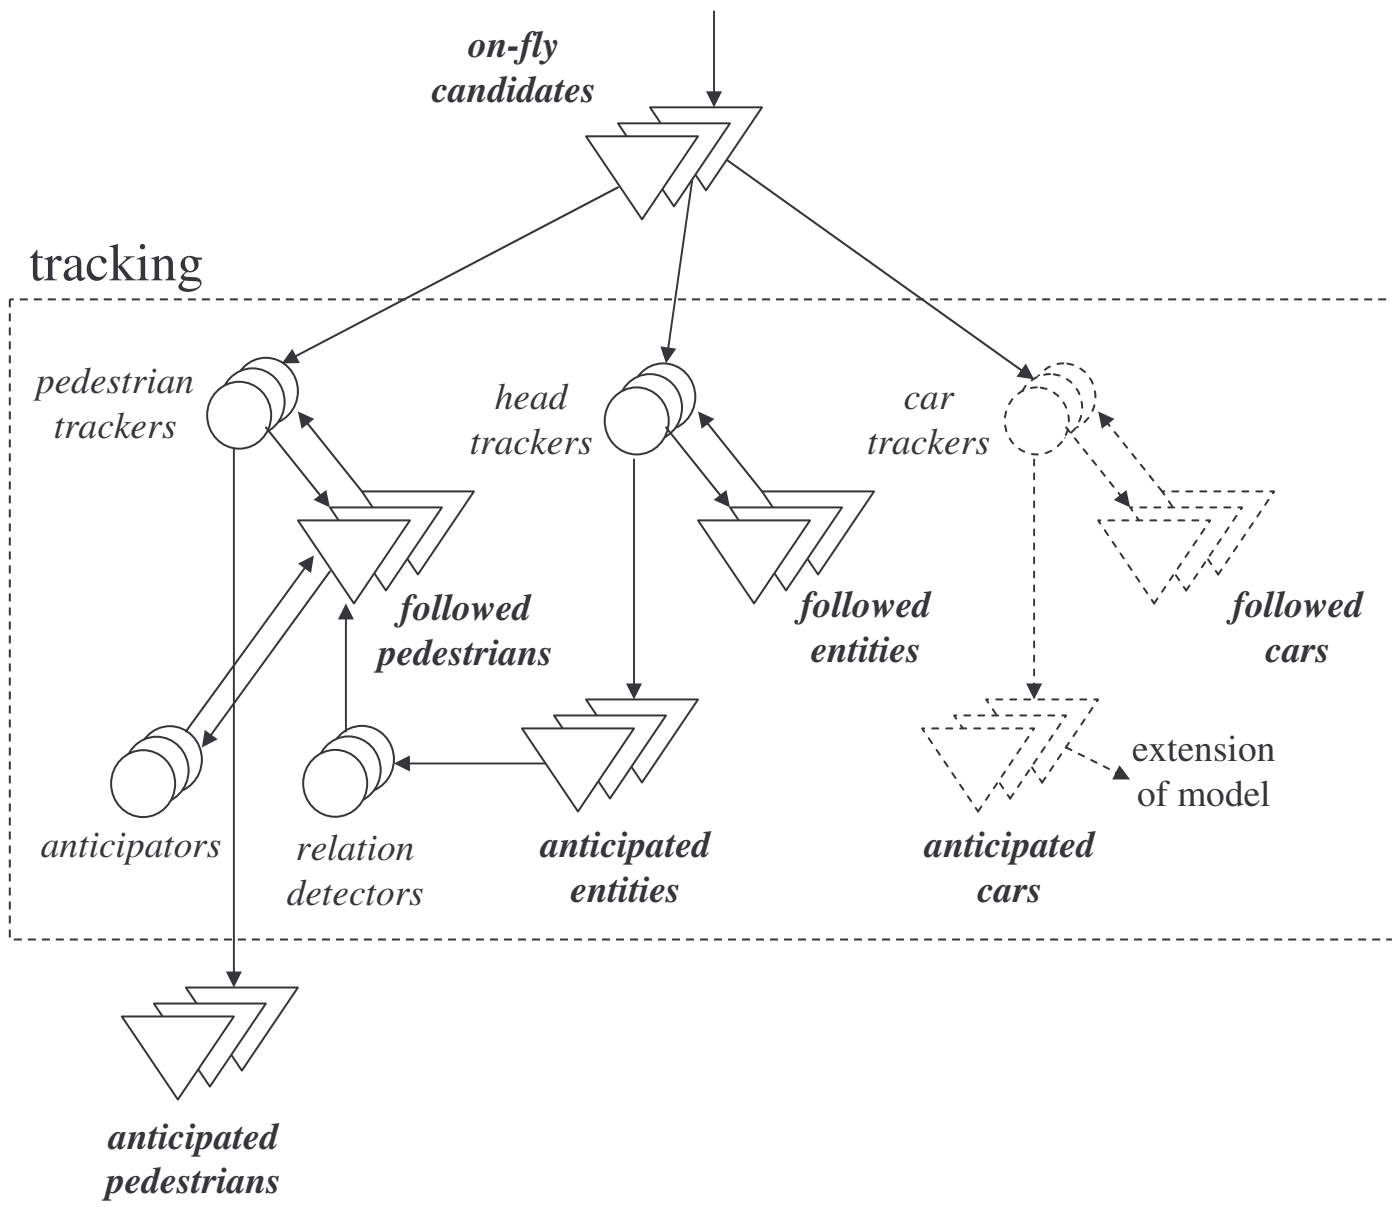 on-fly
candidates
tracking
pedestrian
trackers
head
trackers
car
trackers
followed
pedestrians
followed
entities
followed
cars
anticipators
relation
detectors
anticipated
entities
anticipated
cars
extension
of model
anticipated
pedestrians